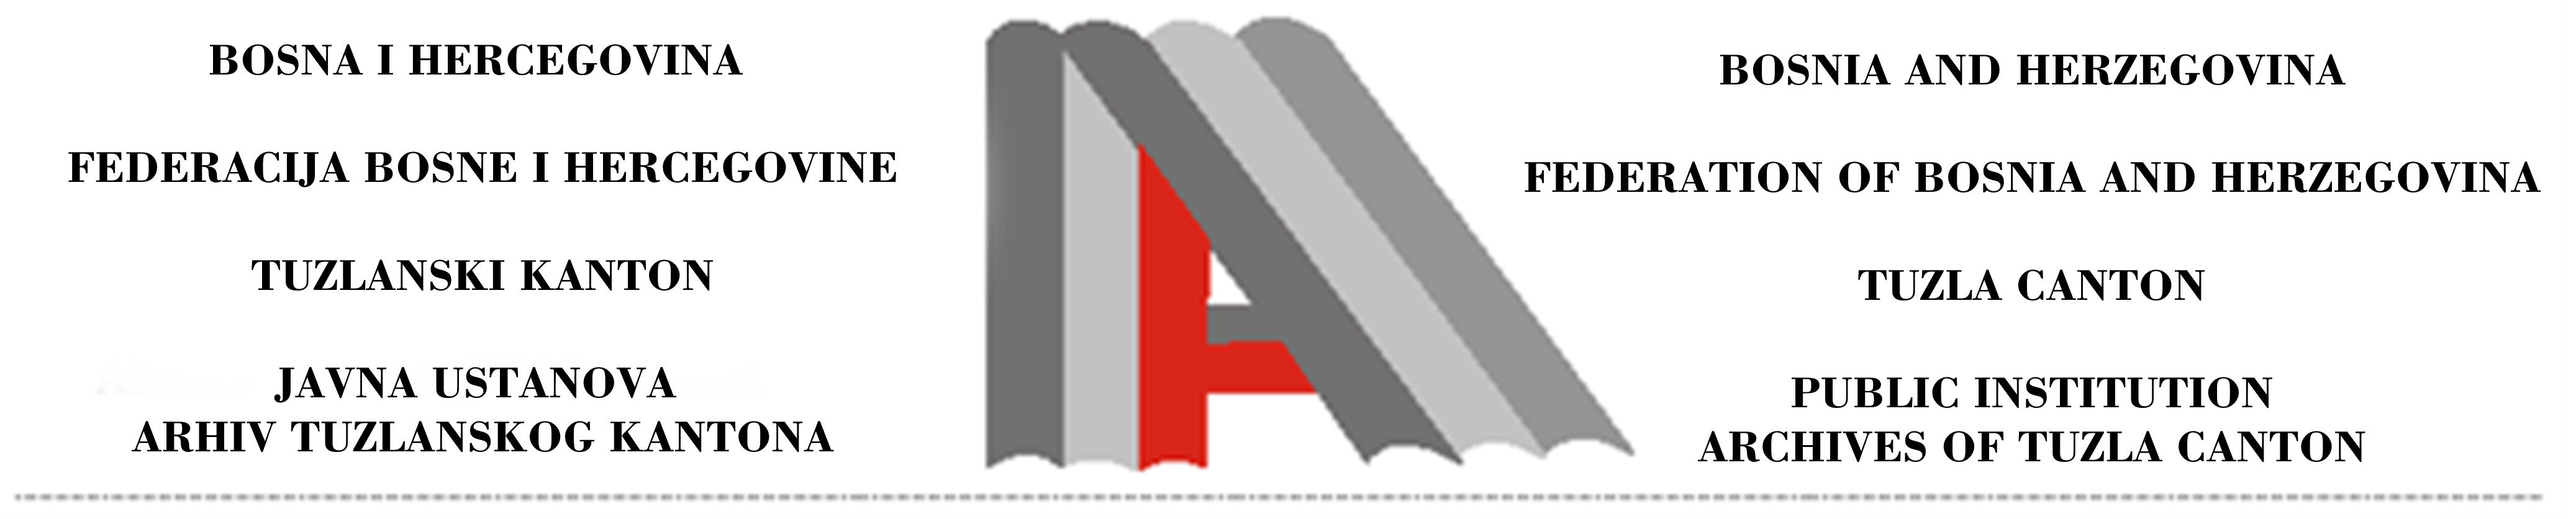 BOSNA I HERCEGOVINA
FEDERACIJA BOSNE I HERCEGOVINE
TUZLANSKI KANTON
JAVNA USTANOVA
ARHIV TUZLANSKOG KANTONA
BOSNIA AND HERZEGOVINA
FEDERATION OF BOSNIA AND HERZEGOVINA
TUZLA CANTON
PUBLIC INSTITUTION
ARCHIVES OF TUZLA CANTON